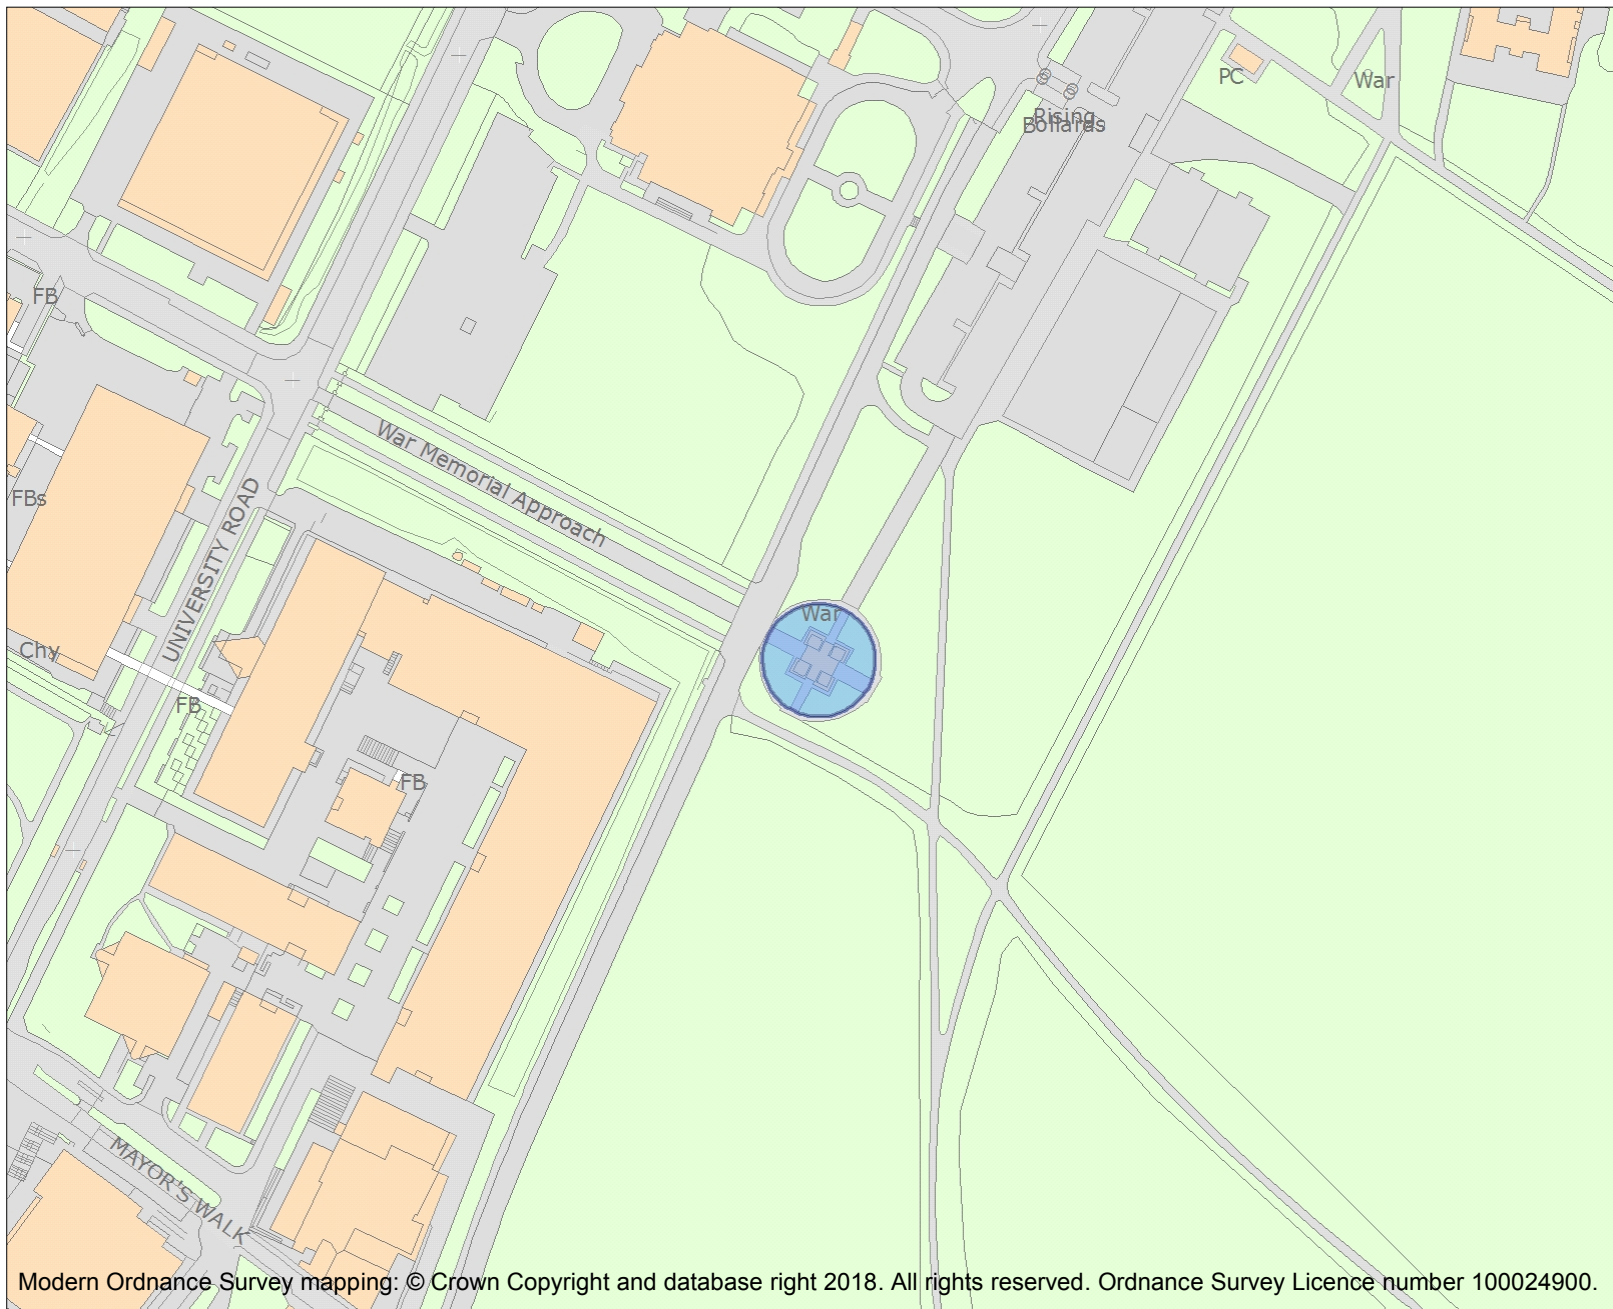 PC
War
Rising
Bollards
FB
War Memorial Approach
FBs
UNIVERSITY ROAD
War
Chy
FB
FB
MAYOR'S WALK
Modern Ordnance Survey mapping: © Crown Copyright and database right 2018. All rights reserved. Ordnance Survey Licence number 100024900.